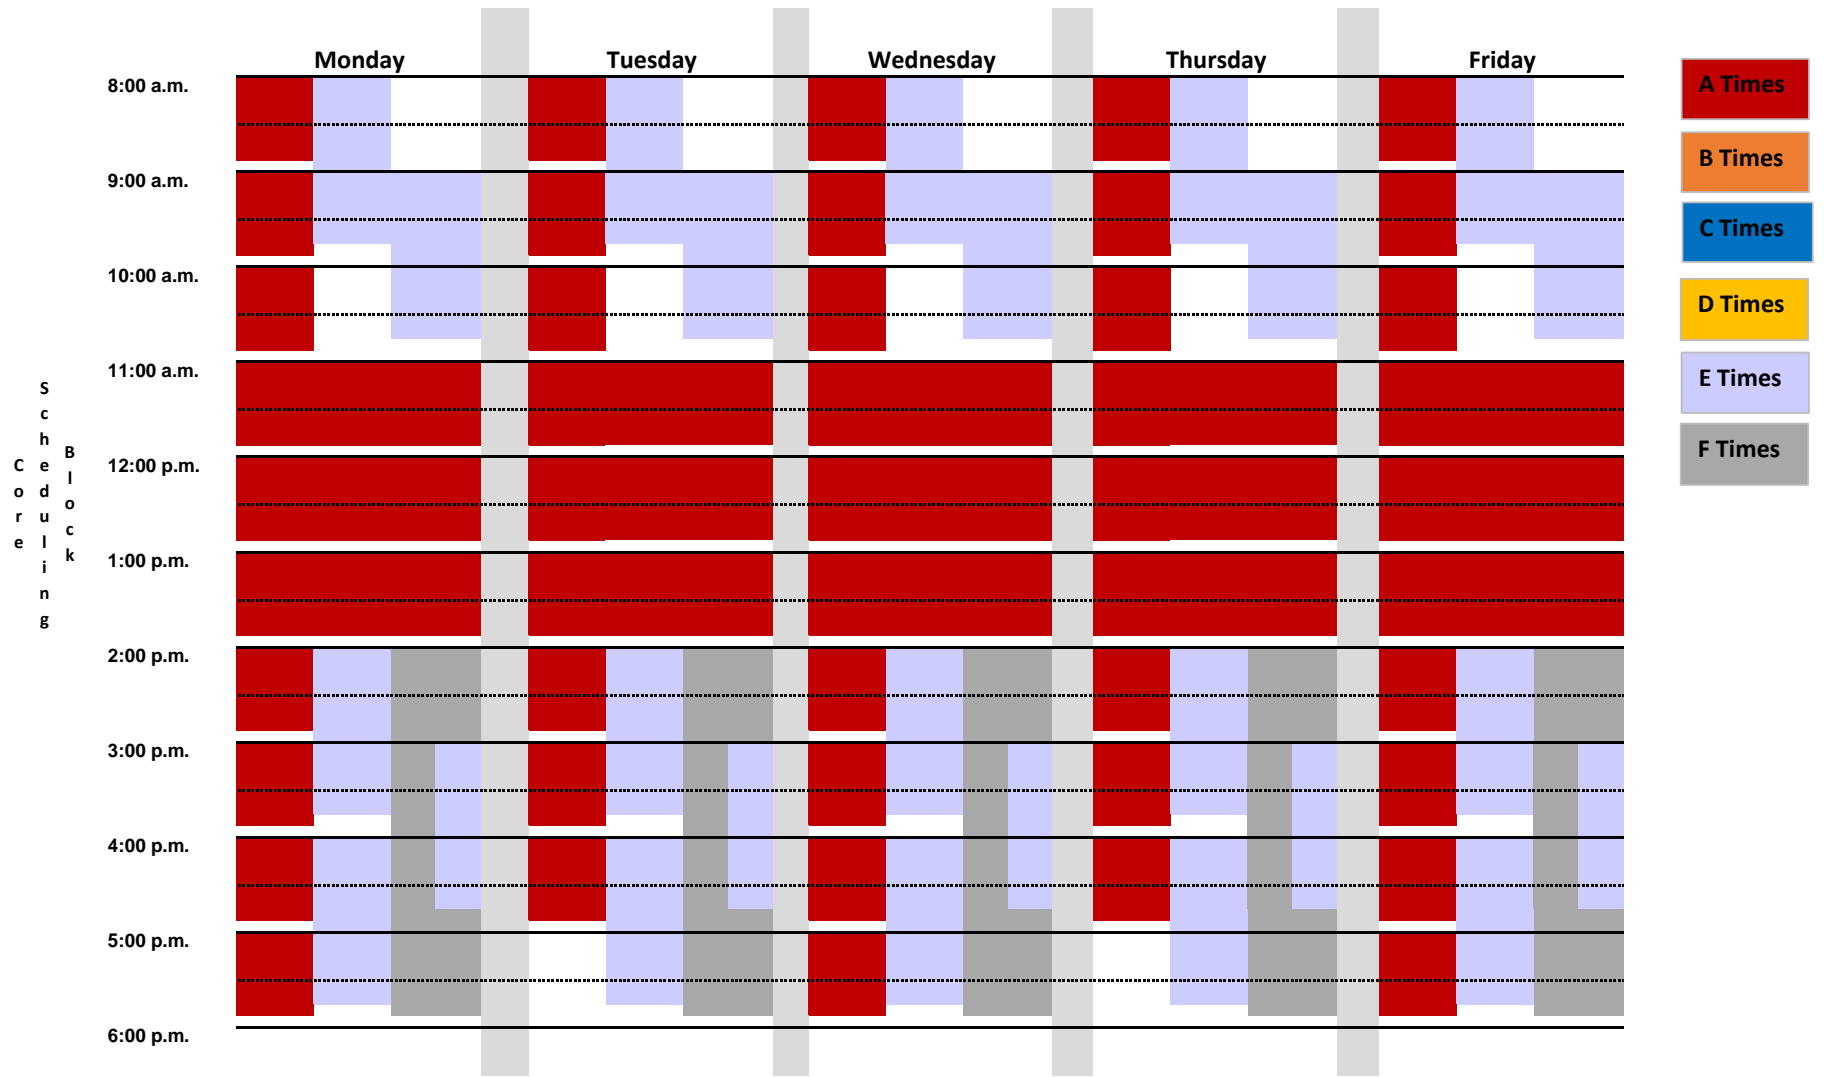 Monday Tuesday Wednesday Thursday Friday
8:00 a.m.
9:00 a.m.
10:00 a.m.
11:00 a.m.
12:00 p.m.
1:00 p.m.
2:00 p.m.
3:00 p.m.
4:00 p.m.
5:00 p.m.
6:00 p.m.
Core
Scheduling
Block
A Times
B Times
C Times
D Times
E Times
F Times